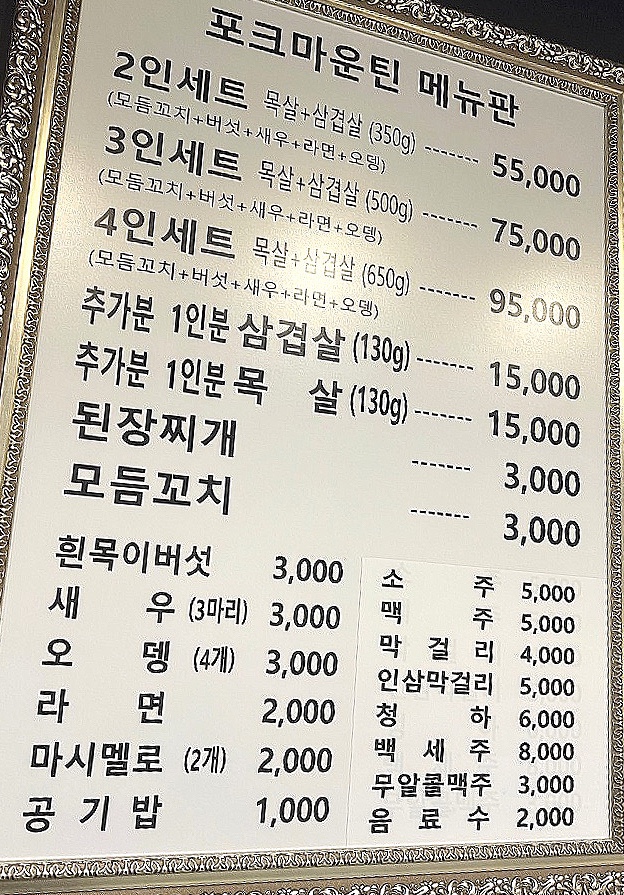 포크마운틴 메뉴판
2인세트 목살+삼겹살 (350g) ------- 55,000
(모듬꼬치+버섯+새우+라면+오뎅)
3인세트 목살+삼겹살 (500g) ------- 75,000
(모듬꼬치+버섯+새우+라면+오뎅)
4인세트 목살+삼겹살 (650g) ------- 95,000
(모듬꼬치+버섯+새우+라면+오뎅)
추가분 1인분 삼겹살 (130g) ------- 15,000
추가분 1인분 목 살 (130g) ------- 15,000
된장찌개 ------- 3,000
모듬꼬치 ------- 3,000
흰목이버섯 3,000
새 우 (3마리) 3,000
오 뎅 (4개) 3,000
라 면 2,000
마시멜로 (2개) 2,000
공 기 밥 1,000
소 주 5,000
맥 주 5,000
막 걸 리 4,000
인삼막걸리 5,000
청 하 6,000
백 세 주 8,000
무알콜맥주 3,000
음 료 수 2,000